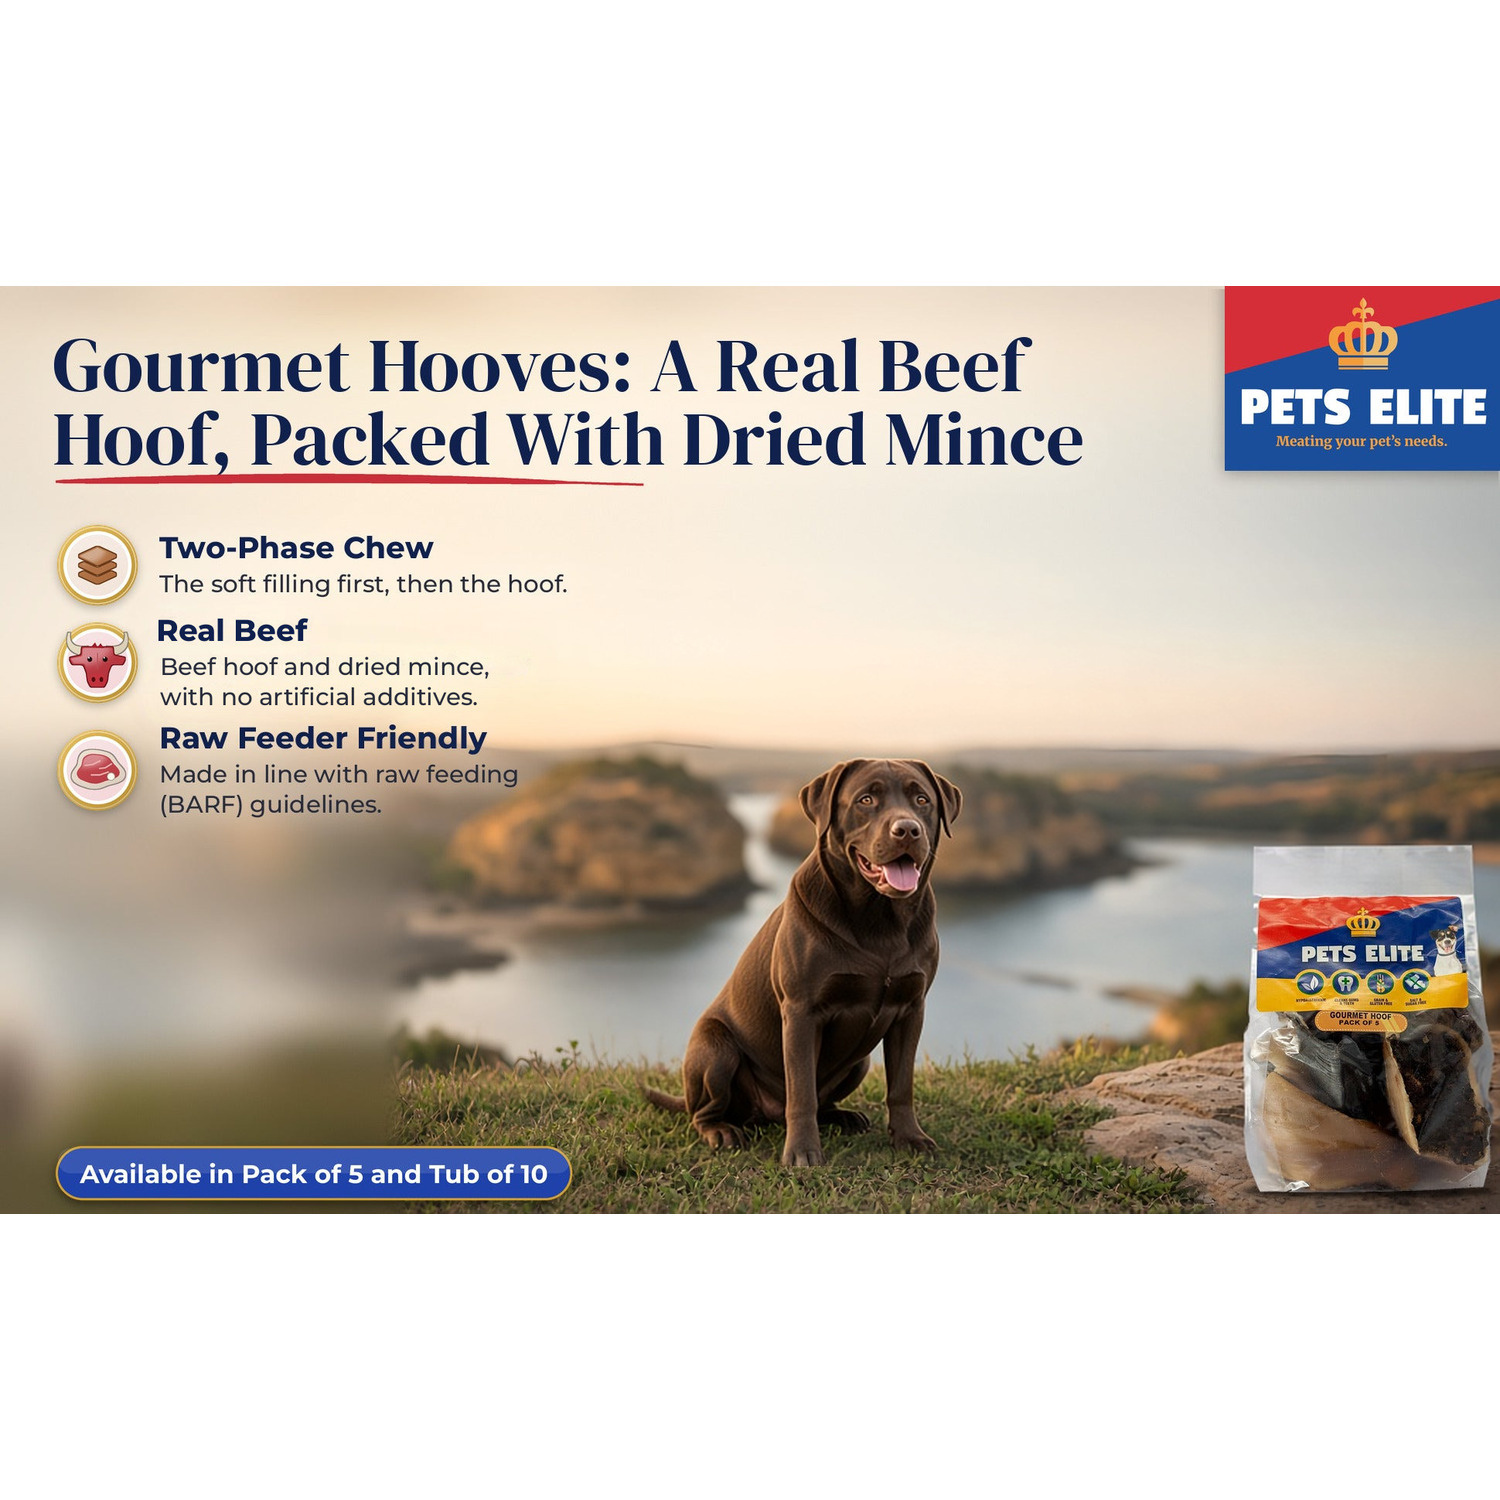 Gourmet Hooves: A Real Beef
Hoof, Packed With Dried Mince
PETS ELITE
Meating your pet's needs.
Two-Phase Chew
The soft filling first, then the hoof.
Real Beef
Beef hoof and dried mince,
with no artificial additives.
Raw Feeder Friendly
Made in line with raw feeding
(BARF) guidelines.
PETS ELITE
GOURMET HOOF
PACK OF 5
Available in Pack of 5 and Tub of 10